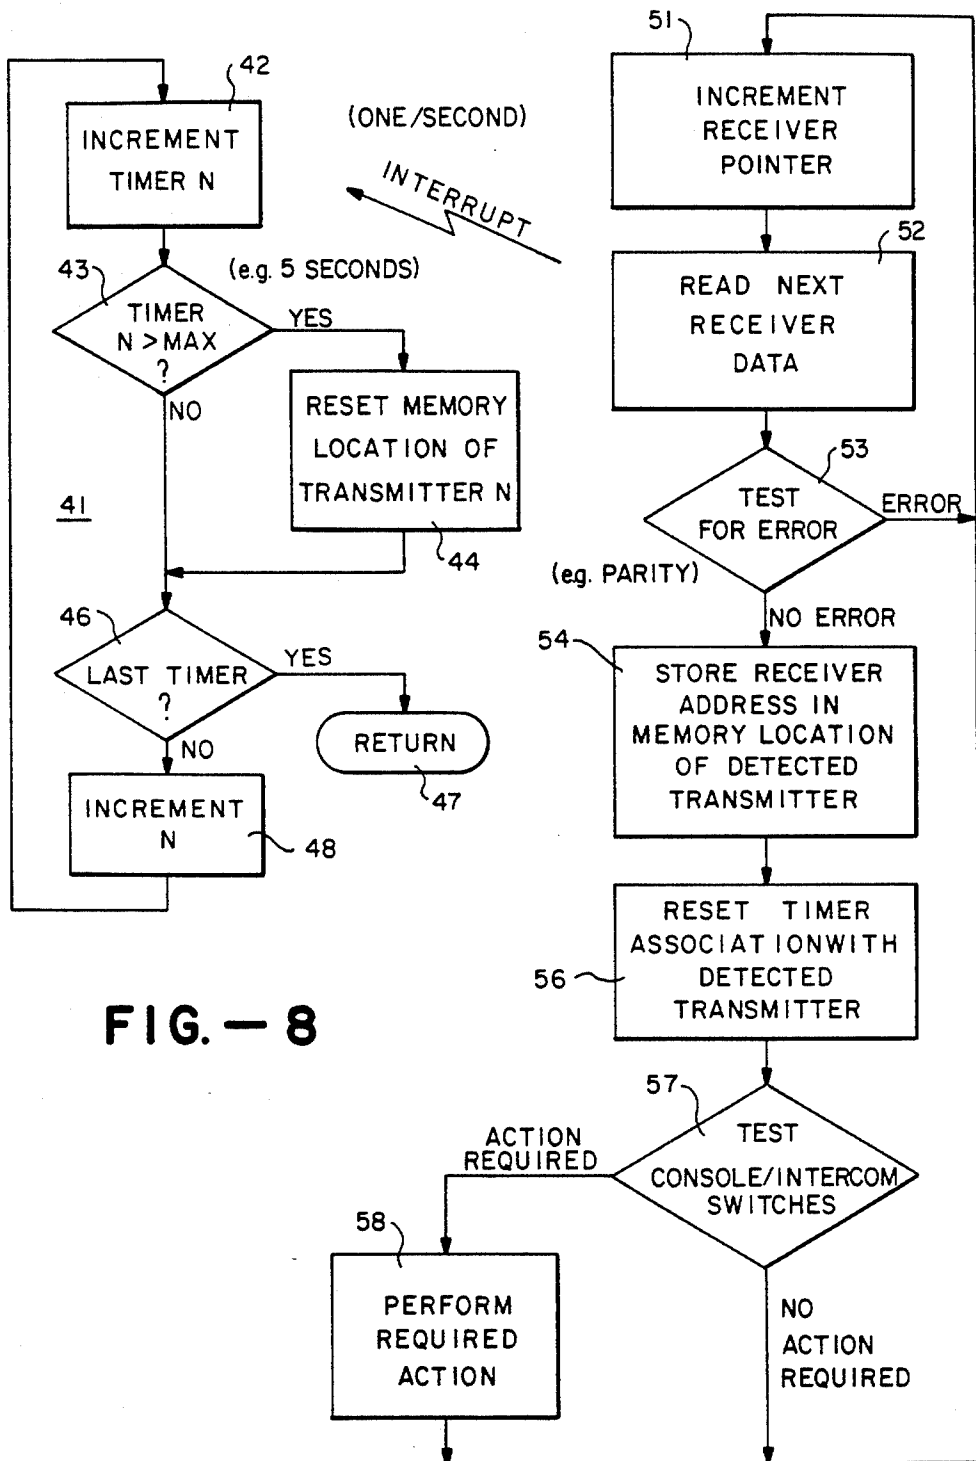 42
INCREMENT
TIMER N
(ONE/SECOND)
INTERRUPT
43
(e.g. 5 SECONDS)
TIMER
N > MAX
?
YES
NO
RESET MEMORY
LOCATION OF
TRANSMITTER N
44
41
46
LAST TIMER
?
YES
NO
RETURN
47
INCREMENT
N
48
FIG. — 8
51
INCREMENT
RECEIVER
POINTER
52
READ NEXT
RECEIVER
DATA
53
TEST
FOR ERROR
ERROR
(e.g. PARITY)
NO ERROR
54
STORE RECEIVER
ADDRESS IN
MEMORY LOCATION
OF DETECTED
TRANSMITTER
RESET TIMER
ASSOCIATIONWITH
DETECTED
TRANSMITTER
56
57
TEST
CONSOLE/INTERCOM
SWITCHES
ACTION
REQUIRED
58
PERFORM
REQUIRED
ACTION
NO
ACTION
REQUIRED